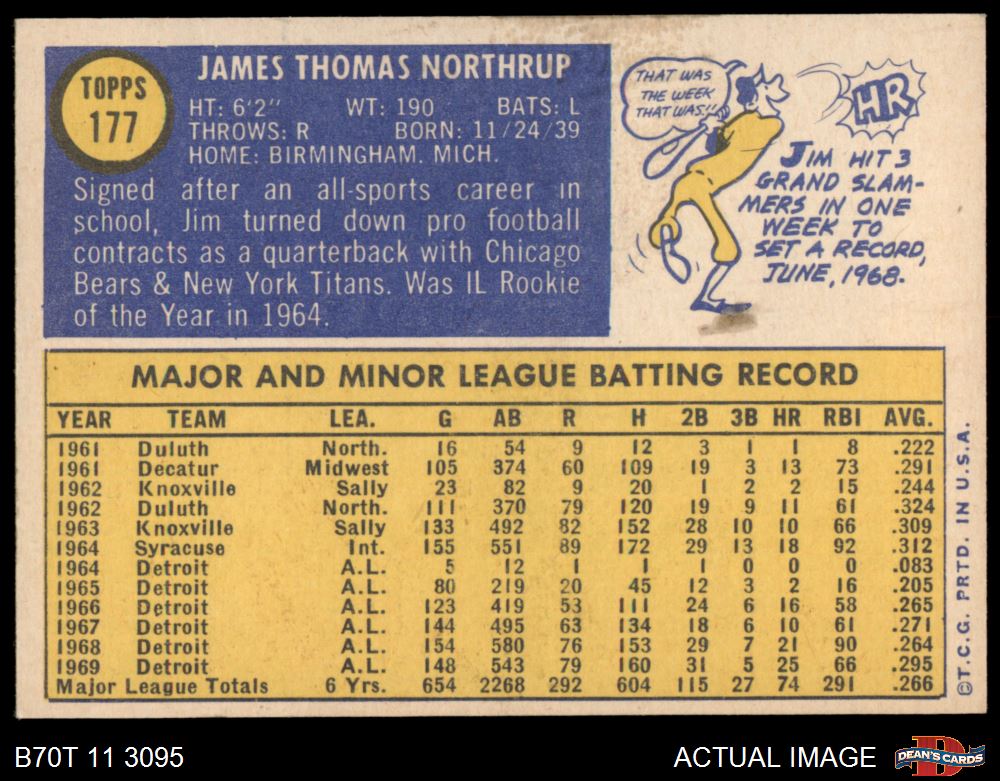 TOPPS
177
JAMES THOMAS NORTHRUP
HT: 6'2" WT: 190 BATS: L
THROWS: R BORN: 11/24/39
HOME: BIRMINGHAM. MICH.
Signed after an all-sports career in
school, Jim turned down pro football
contracts as a quarterback with Chicago
Bears & New York Titans. Was IL Rookie
of the Year in 1964.
THAT WAS
THE WEEK
THAT WAS!!
HR
JIM HIT 3
GRAND SLAM-
MERS IN ONE
WEEK TO
SET A RECORD,
JUNE, 1968.
MAJOR AND MINOR LEAGUE BATTING RECORD
YEAR TEAM LEA. G AB R H 2B 3B HR RBI AVG.
1961 Duluth North. 16 54 9 12 3 1 1 8 .222
1961 Decatur Midwest 105 374 60 109 19 3 13 73 .291
1962 Knoxville Sally 23 82 9 20 1 2 2 15 .244
1962 Duluth North. 111 370 79 120 19 9 11 61 .324
1963 Knoxville Sally 133 492 82 152 28 10 10 66 .309
1964 Syracuse Int. 155 551 89 172 29 13 18 92 .312
1964 Detroit A.L. 5 12 1 1 1 0 0 0 .083
1965 Detroit A.L. 80 219 20 45 12 3 2 16 .205
1966 Detroit A.L. 123 419 53 111 24 6 16 58 .265
1967 Detroit A.L. 144 495 63 134 18 6 10 61 .271
1968 Detroit A.L. 154 580 76 153 29 7 21 90 .264
1969 Detroit A.L. 148 543 79 160 31 5 25 66 .295
Major League Totals 6 Yrs. 654 2268 292 604 115 27 74 291 .266
©T.C.G. PRTD. IN U.S.A.
B70T 11 3095
ACTUAL IMAGE
D
DEAN'S CARDS